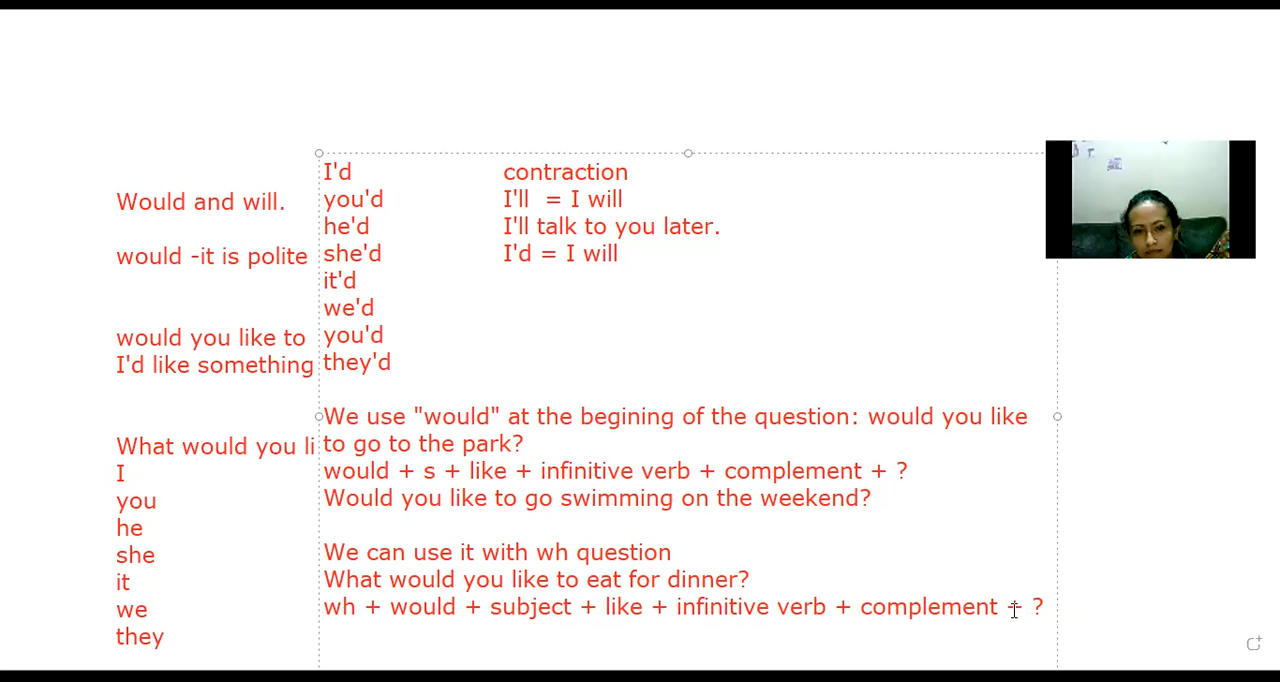 Would and will.
would -it is polite
would you like to
I'd like something
What would you li
I
you
he
she
it
we
they
I'd
you'd
he'd
she'd
it'd
we'd
you'd
they'd
contraction
I'll = I will
I'll talk to you later.
I'd = I will
We use "would" at the begining of the question: would you like
to go to the park?
would + s + like + infinitive verb + complement + ?
Would you like to go swimming on the weekend?
We can use it with wh question
What would you like to eat for dinner?
wh + would + subject + like + infinitive verb + complement + ?